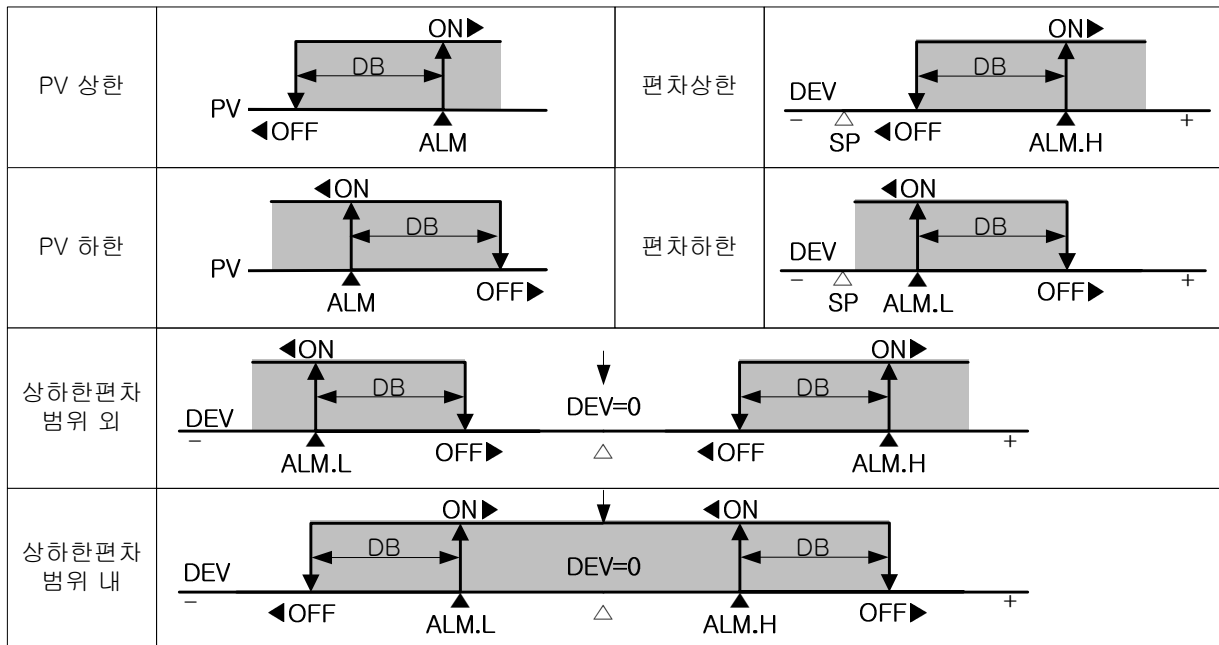 PV 상한
ON▶
DB
PV
◀OFF
ALM
편차상한
ON▶
DB
DEV
–
SP
◀OFF
ALM.H
+
PV 하한
◀ON
DB
PV
ALM
OFF▶
편차하한
◀ON
DB
DEV
–
SP
ALM.L
OFF▶
+
상하한편차
범위 외
◀ON
DB
DEV
–
ALM.L
OFF▶
DEV=0
ON▶
DB
◀OFF
ALM.H
+
상하한편차
범위 내
ON▶
DB
DEV
–
◀OFF
ALM.L
DEV=0
◀ON
DB
ALM.H
OFF▶
+